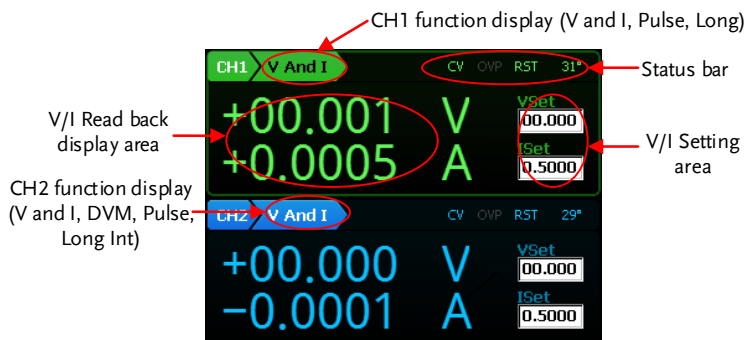 CH1 function display (V and I, Pulse, Long)
CH1 V And I CV OVP RST 31°
Status bar
+00.001 V
VSet
00.000
V/I Read back
display area
+0.0005 A
ISet
0.5000
V/I Setting
area
CH2 function display
(V and I, DVM, Pulse,
Long Int)
CH2 V And I CV OVP RST 29°
+00.000 V
VSet
00.000
-0.0001 A
ISet
0.5000